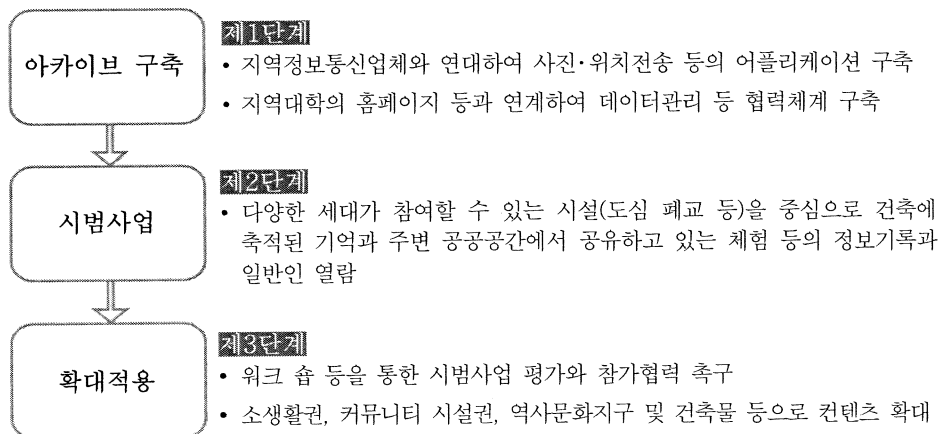 제1단계
아카이브 구축
• 지역정보통신업체와 연대하여 사진·위치전송 등의 어플리케이션 구축
• 지역대학의 홈페이지 등과 연계하여 데이터관리 등 협력체계 구축
제2단계
시범사업
• 다양한 세대가 참여할 수 있는 시설(도심 폐교 등)을 중심으로 건축에
축적된 기억과 주변 공공공간에서 공유하고 있는 체험 등의 정보기록과
일반인 열람
제3단계
확대적용
• 워크 숍 등을 통한 시범사업 평가와 참가협력 촉구
• 소생활권, 커뮤니티 시설권, 역사문화지구 및 건축물 등으로 컨텐츠 확대